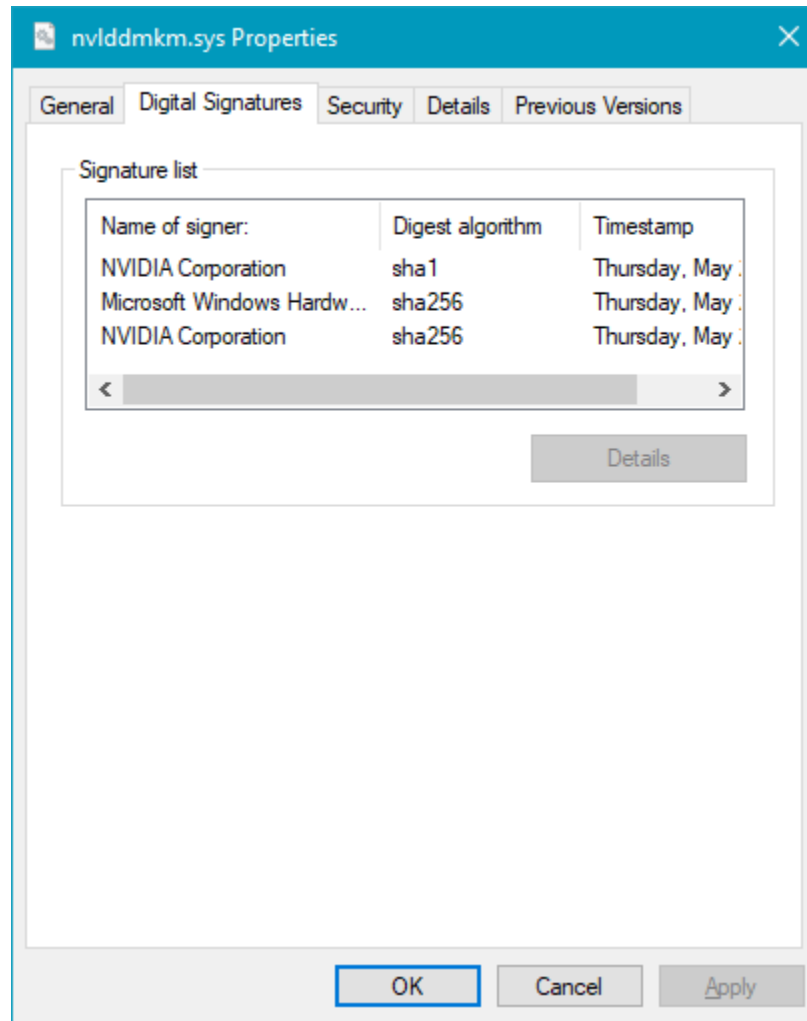 nvlddmkm.sys Properties
General Digital Signatures Security Details Previous Versions
Signature list
Name of signer: Digest algorithm Timestamp
NVIDIA Corporation sha1 Thursday, May
Microsoft Windows Hardw... sha256 Thursday, May
NVIDIA Corporation sha256 Thursday, May
Details
OK Cancel Apply